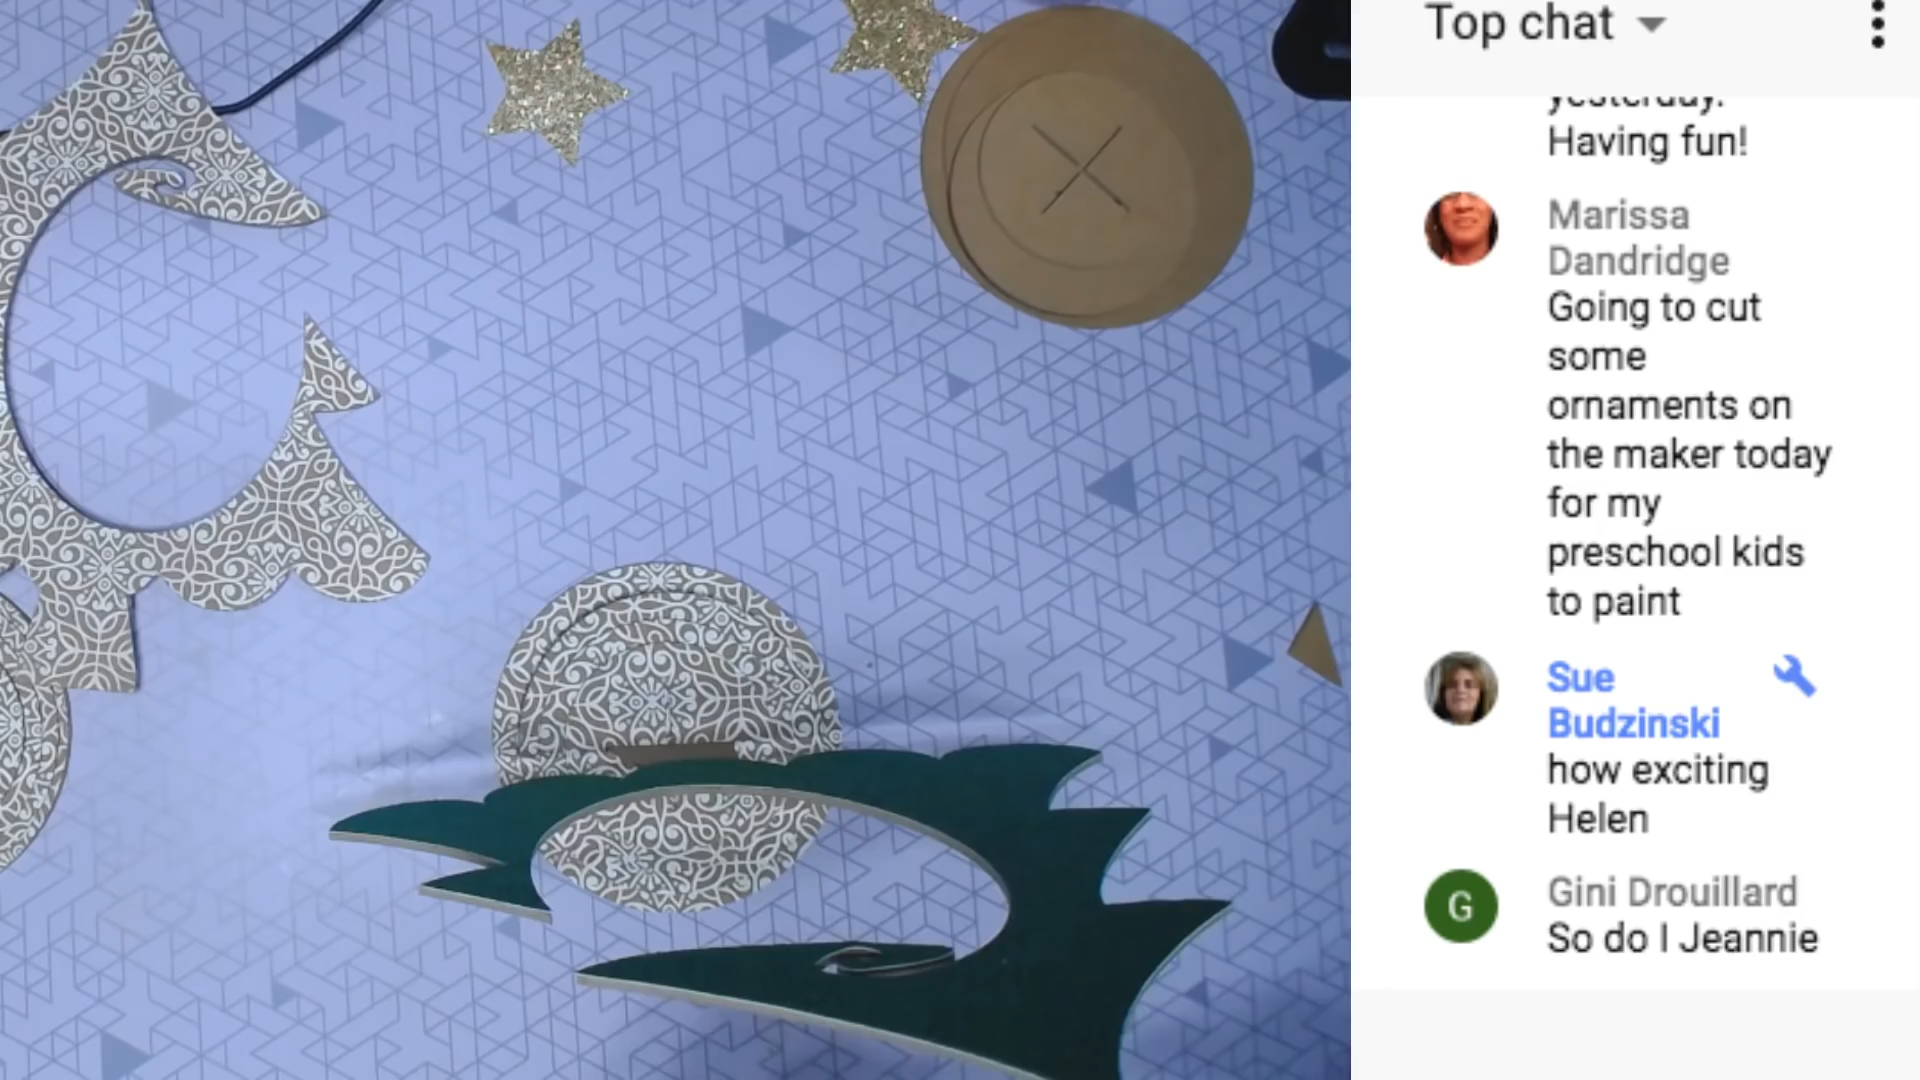 Top chat
yesterday.
Having fun!
Marissa
Dandridge
Going to cut
some
ornaments on
the maker today
for my
preschool kids
to paint
Sue
Budzinski
how exciting
Helen
G
Gini Drouillard
So do I Jeannie